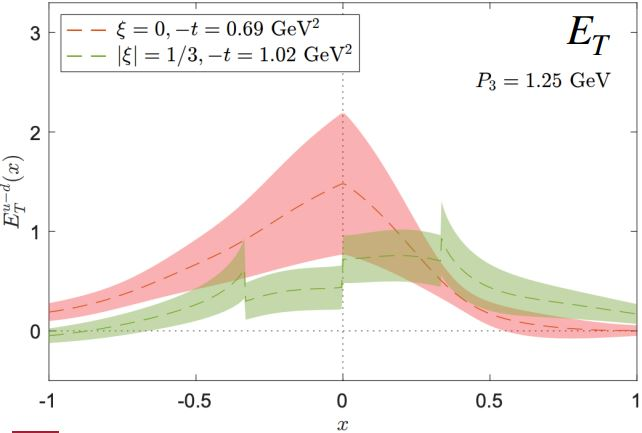 ξ = 0, −t = 0.69 GeV²
|ξ| = 1/3, −t = 1.02 GeV²
E_T
P₃ = 1.25 GeV
E_T^{u−d}(x)
3
2
1
0
-1
-0.5
0
0.5
1
x